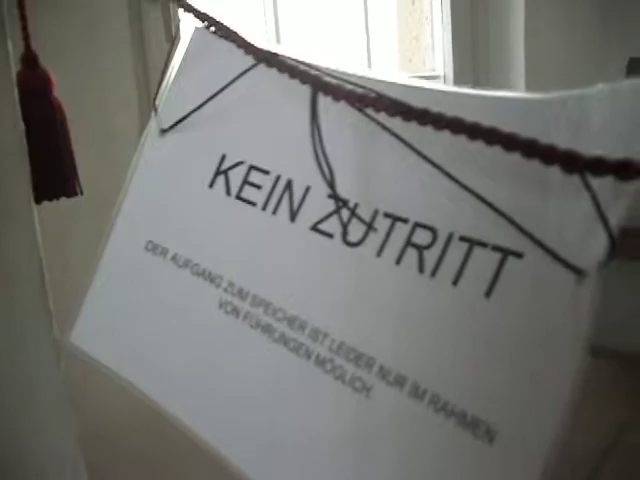 KEIN ZUTRITT
DER AUFGANG ZUM SPEICHER IST LEIDER NUR IM RAHMEN
VON FÜHRUNGEN MÖGLICH.